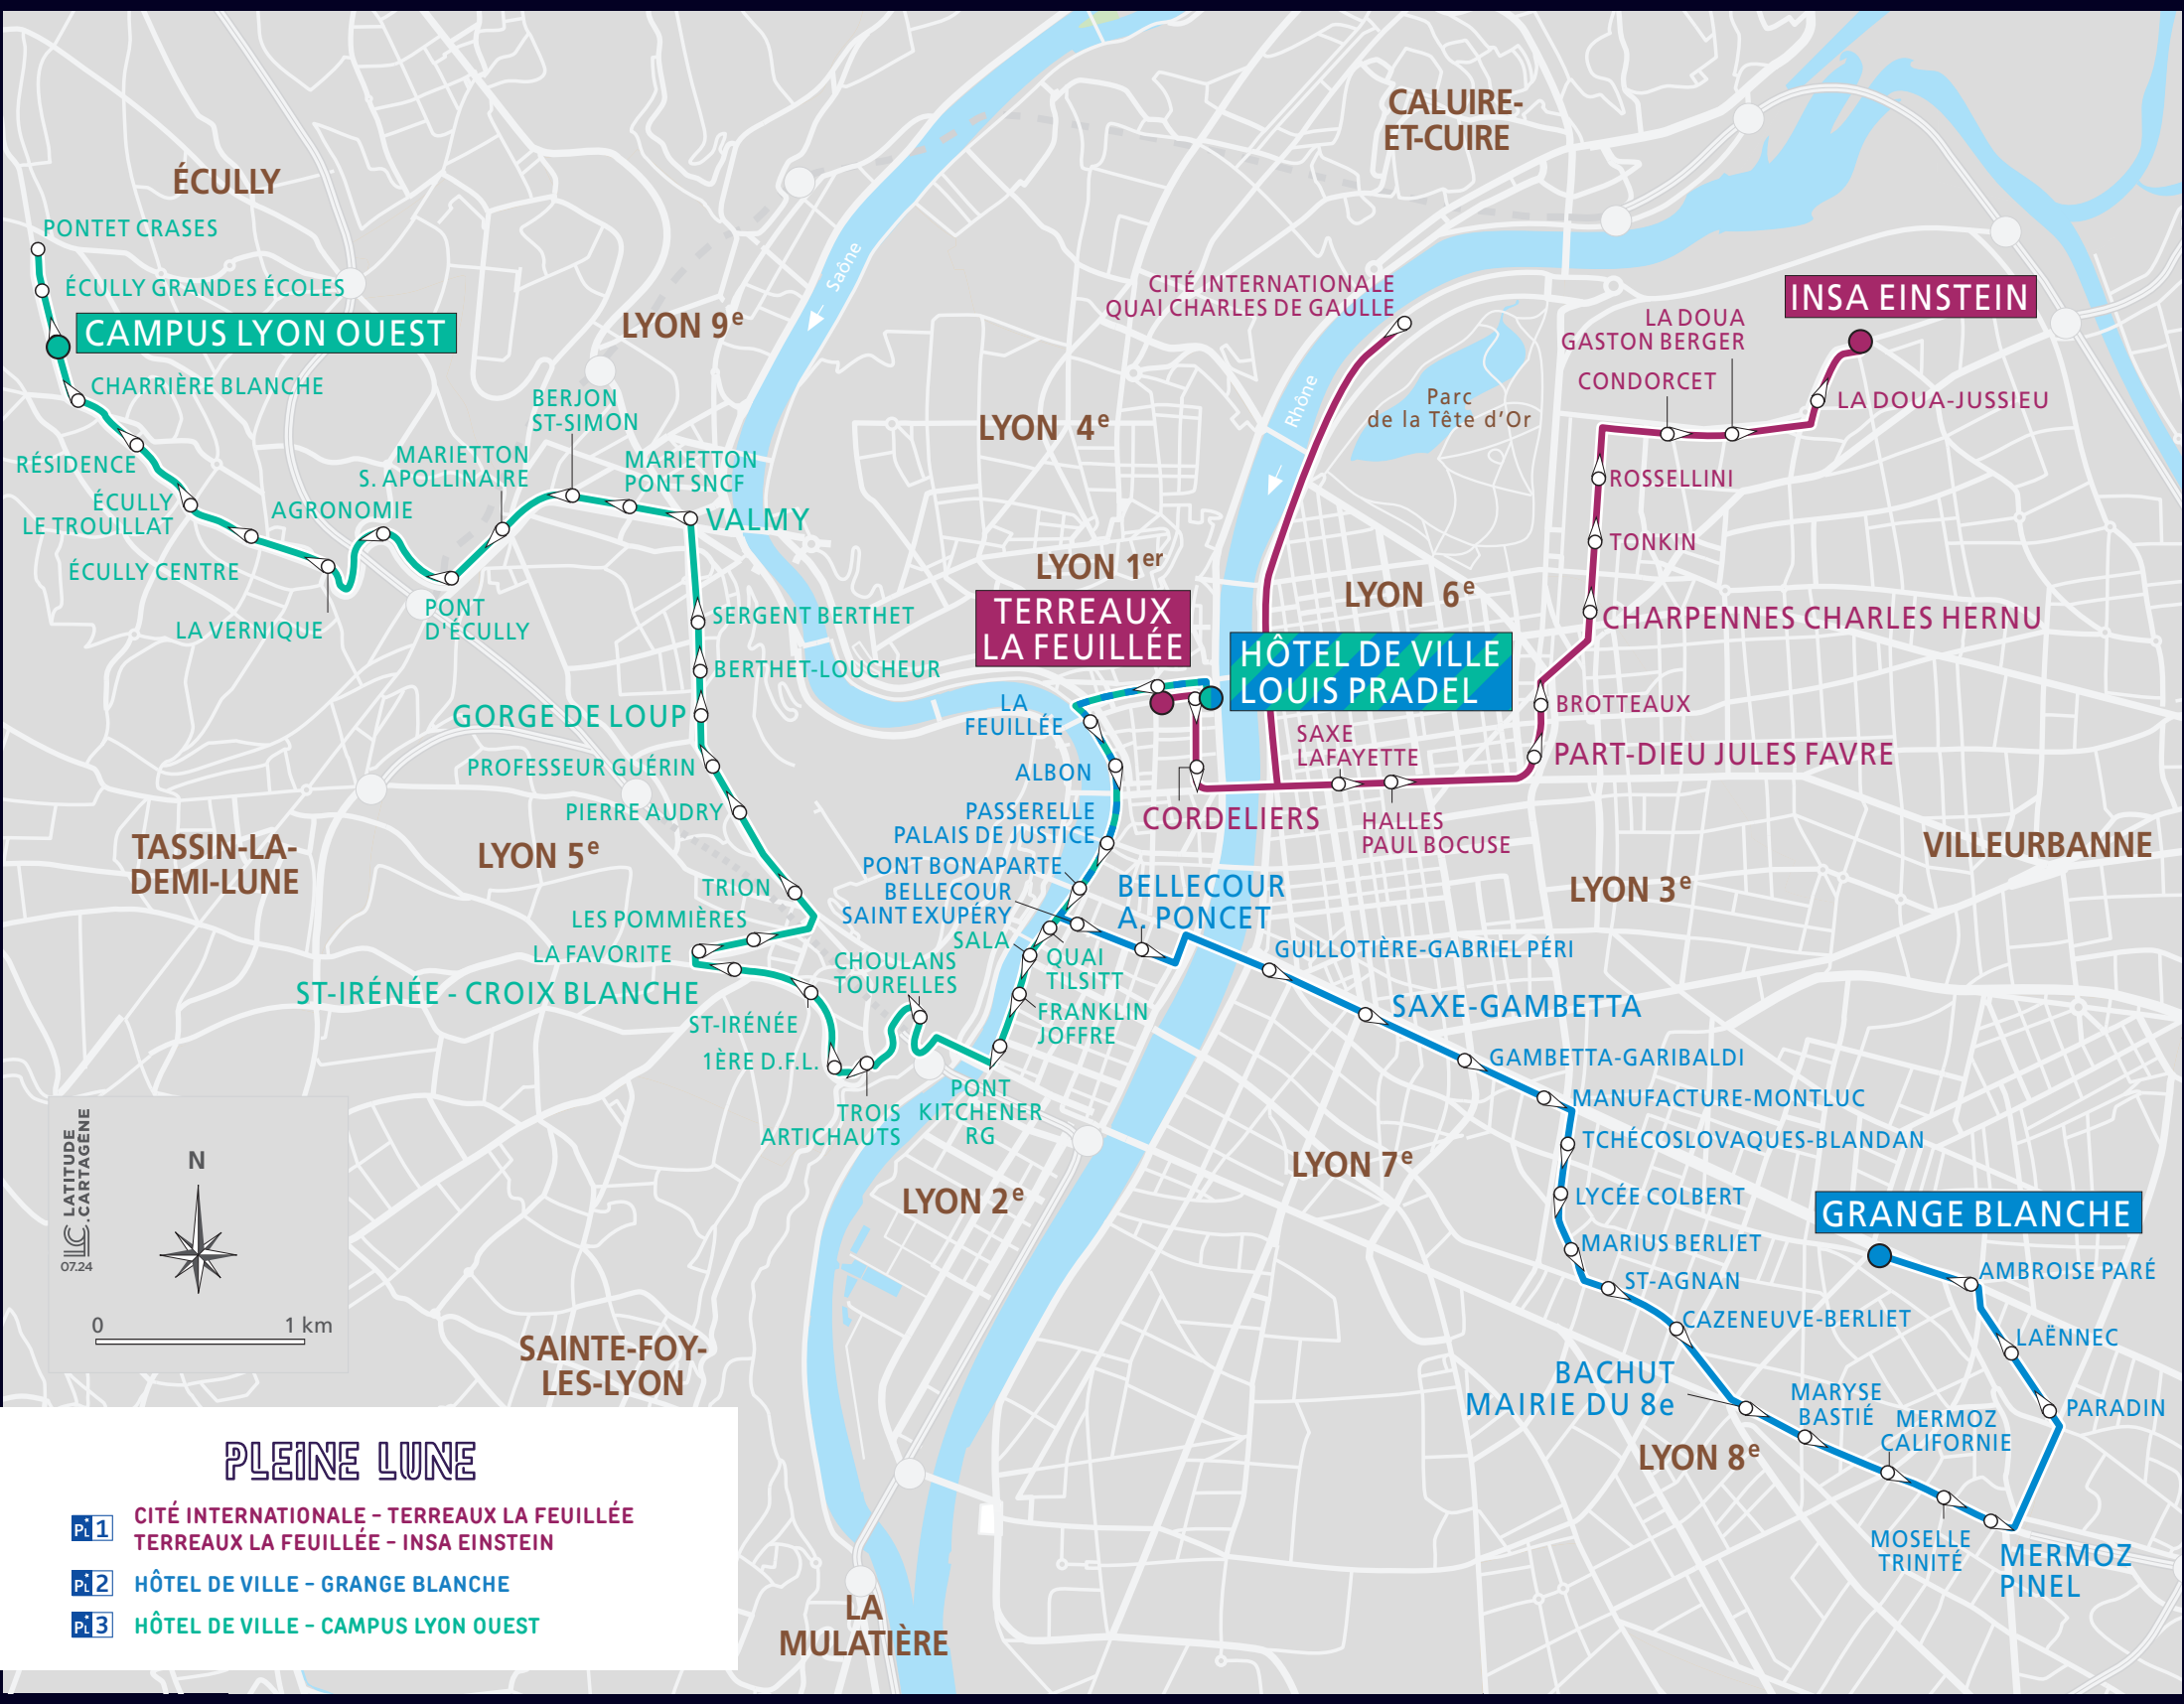 CALUIRE-
ET-CUIRE
ÉCULLY
PONTET CRASES
ÉCULLY GRANDES ÉCOLES
CAMPUS LYON OUEST
CHARRIÈRE BLANCHE
RÉSIDENCE
ÉCULLY
LE TROUILLAT
ÉCULLY CENTRE
LA VERNIQUE
AGRONOMIE
PONT
D'ÉCULLY
MARIETTON
S. APOLLINAIRE
BERJON
ST-SIMON
MARIETTON
PONT SNCF
VALMY
LYON 9e
Saône
SERGENT BERTHET
BERTHET-LOUCHEUR
GORGE DE LOUP
PROFESSEUR GUÉRIN
PIERRE AUDRY
TRION
LES POMMIÈRES
LA FAVORITE
ST-IRÉNÉE - CROIX BLANCHE
ST-IRÉNÉE
1ÈRE D.F.L.
TROIS
ARTICHAUTS
CHOULANS
TOURELLES
PONT
KITCHENER
RG
FRANKLIN
JOFFRE
QUAI
TILSITT
SALA
TASSIN-LA-
DEMI-LUNE
LYON 5e
LYON 4e
LYON 1er
TERREAUX
LA FEUILLÉE
HÔTEL DE VILLE
LOUIS PRADEL
LA
FEUILLÉE
ALBON
PASSERELLE
PALAIS DE JUSTICE
PONT BONAPARTE
BELLECOUR
SAINT EXUPÉRY
BELLECOUR
A. PONCET
CORDELIERS
CITÉ INTERNATIONALE
QUAI CHARLES DE GAULLE
Rhône
Parc
de la Tête d'Or
LYON 6e
SAXE
LAFAYETTE
HALLES
PAUL BOCUSE
PART-DIEU JULES FAVRE
BROTTEAUX
CHARPENNES CHARLES HERNU
TONKIN
ROSSELLINI
CONDORCET
LA DOUA
GASTON BERGER
LA DOUA-JUSSIEU
INSA EINSTEIN
VILLEURBANNE
LYON 3e
GUILLOTIÈRE-GABRIEL PÉRI
SAXE-GAMBETTA
GAMBETTA-GARIBALDI
MANUFACTURE-MONTLUC
TCHÉCOSLOVAQUES-BLANDAN
LYCÉE COLBERT
MARIUS BERLIET
ST-AGNAN
CAZENEUVE-BERLIET
BACHUT
MAIRIE DU 8e
MARYSE
BASTIÉ
MERMOZ
CALIFORNIE
MOSELLE
TRINITÉ
MERMOZ
PINEL
PARADIN
LAËNNEC
AMBROISE PARÉ
GRANGE BLANCHE
LYON 7e
LYON 8e
LYON 2e
SAINTE-FOY-
LES-LYON
LA
MULATIÈRE
LATITUDE
.CARTAGÈNE
LC
07.24
N
0 1 km
PLEINE LUNE
PL 1 CITÉ INTERNATIONALE – TERREAUX LA FEUILLÉE
TERREAUX LA FEUILLÉE – INSA EINSTEIN
PL 2 HÔTEL DE VILLE – GRANGE BLANCHE
PL 3 HÔTEL DE VILLE – CAMPUS LYON OUEST